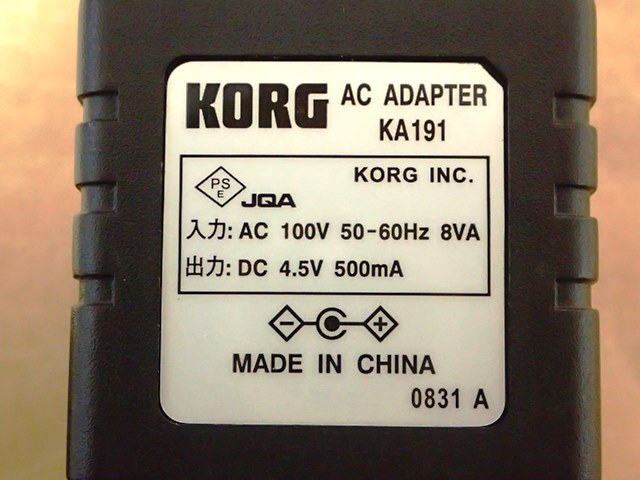 KORG AC ADAPTER
KA191
KORG INC.
PS
E
JQA
入力: AC 100V 50-60Hz 8VA
出力: DC 4.5V 500mA
MADE IN CHINA
0831 A